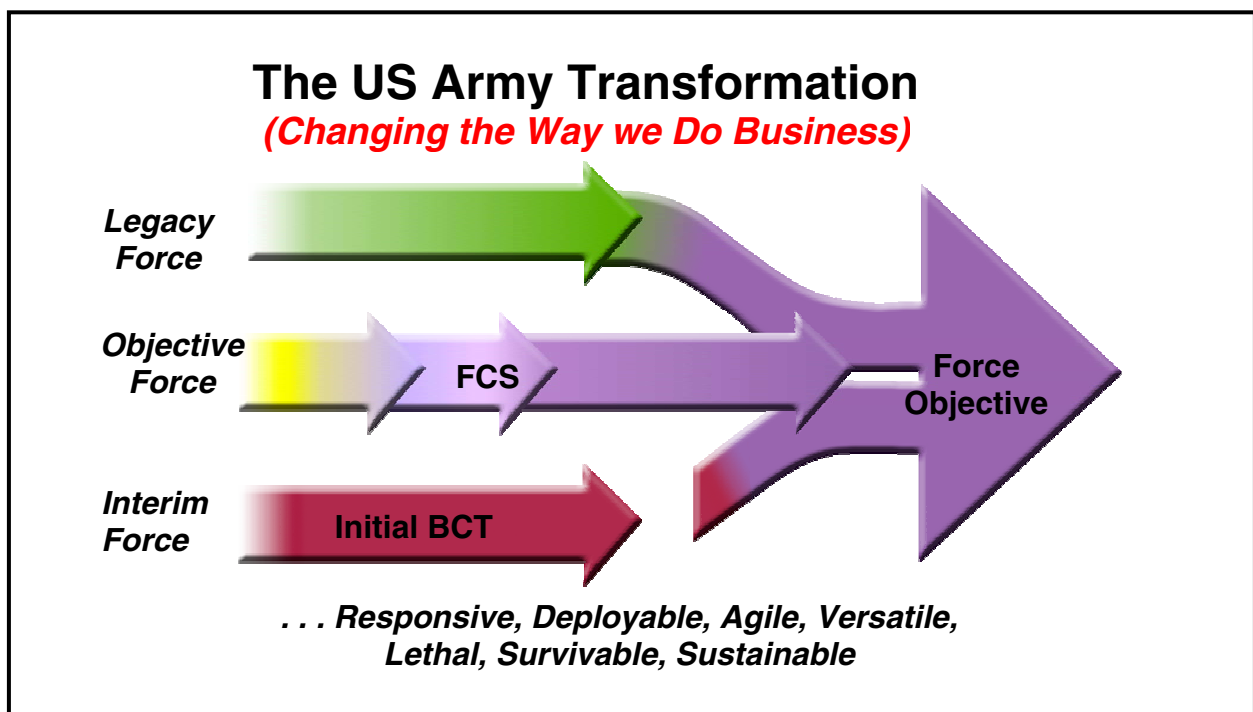 The US Army Transformation
(Changing the Way we Do Business)
Legacy
Force
Objective
Force
FCS
Force
Objective
Interim
Force
Initial BCT
. . . Responsive, Deployable, Agile, Versatile,
Lethal, Survivable, Sustainable